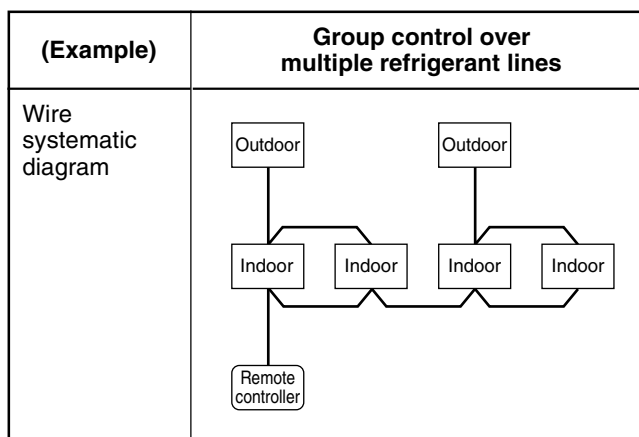 (Example)
Group control over
multiple refrigerant lines
Wire
systematic
diagram
Outdoor
Outdoor
Indoor
Indoor
Indoor
Indoor
Remote
controller